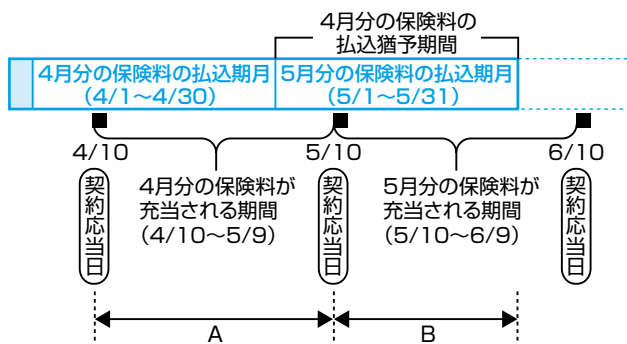 4月分の保険料の
払込猶予期間
4月分の保険料の払込期月
(4/1～4/30)
5月分の保険料の払込期月
(5/1～5/31)
4/10
5/10
6/10
契約応当日
4月分の保険料が
充当される期間
(4/10～5/9)
契約応当日
5月分の保険料が
充当される期間
(5/10～6/9)
契約応当日
A
B